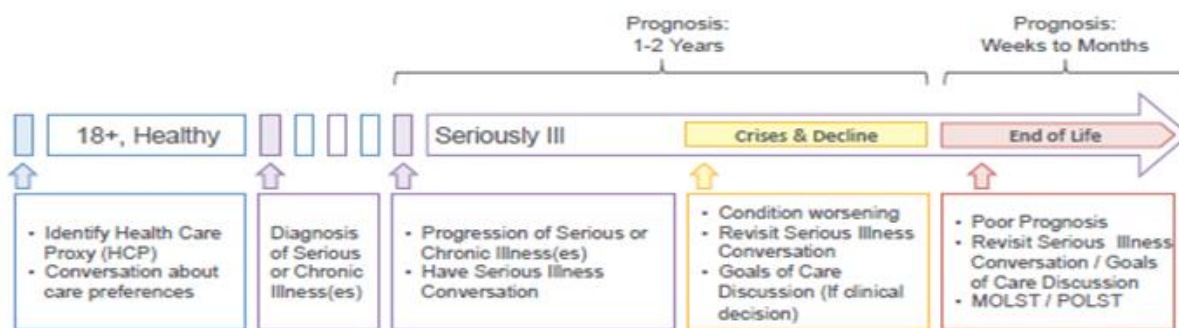 Prognosis:
1-2 Years
Prognosis:
Weeks to Months
18+, Healthy
Seriously Ill
Crises & Decline
End of Life
• Identify Health Care
Proxy (HCP)
• Conversation about
care preferences
Diagnosis
of Serious
or Chronic
Illness(es)
• Progression of Serious or
Chronic Illness(es)
• Have Serious Illness
Conversation
• Condition worsening
• Revisit Serious Illness
Conversation
• Goals of Care
Discussion (If clinical
decision)
• Poor Prognosis
• Revisit Serious Illness
Conversation / Goals
of Care Discussion
• MOLST / POLST